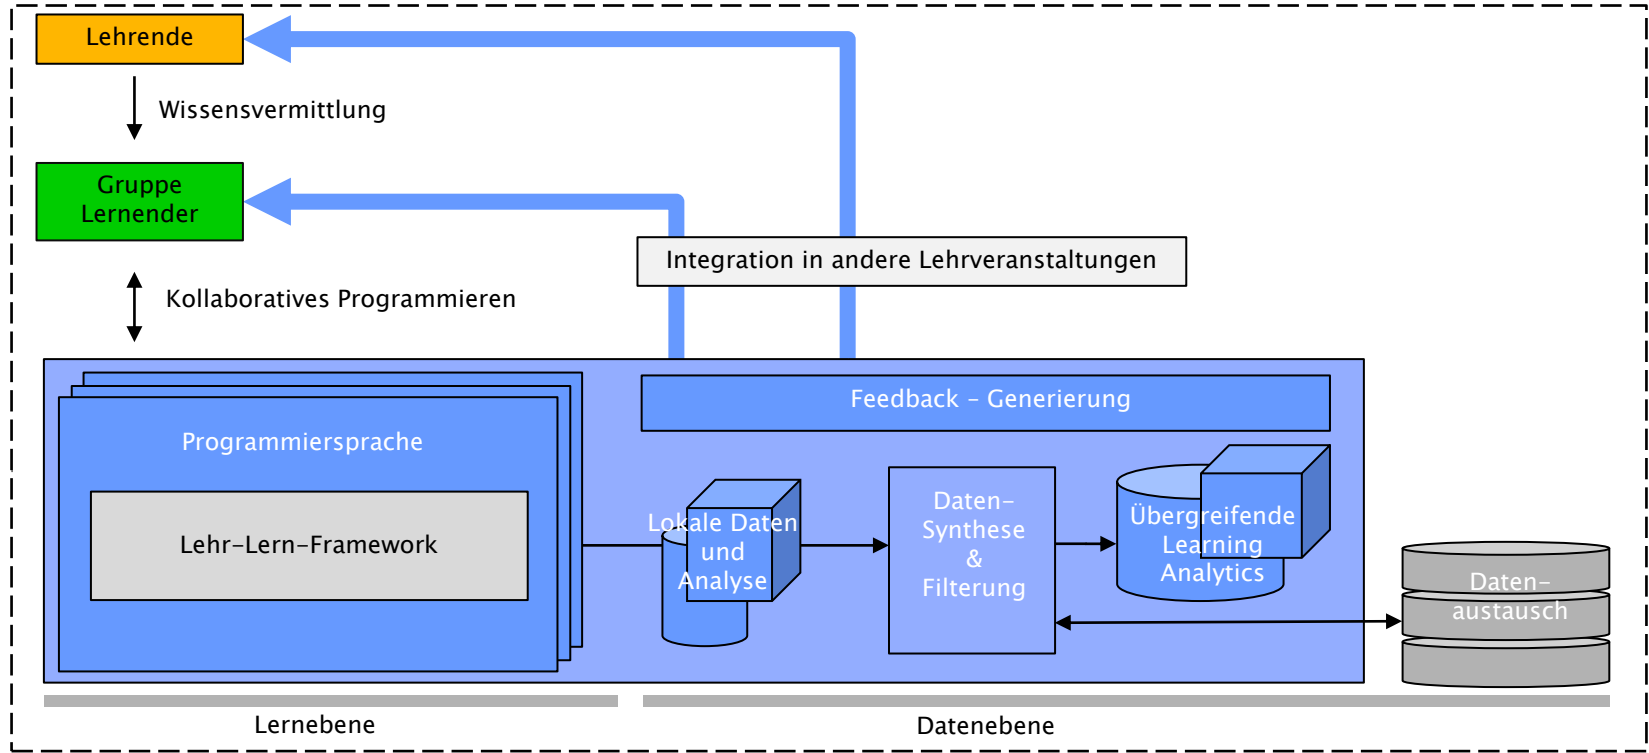 Lehrende
Wissensvermittlung
Gruppe
Lernender
Integration in andere Lehrveranstaltungen
Kollaboratives Programmieren
Feedback – Generierung
Programmiersprache
Lehr–Lern–Framework
Lokale Daten
und
Analyse
Daten–
Synthese
&
Filterung
Übergreifende
Learning
Analytics
Daten–
austausch
Lernebene
Datenebene